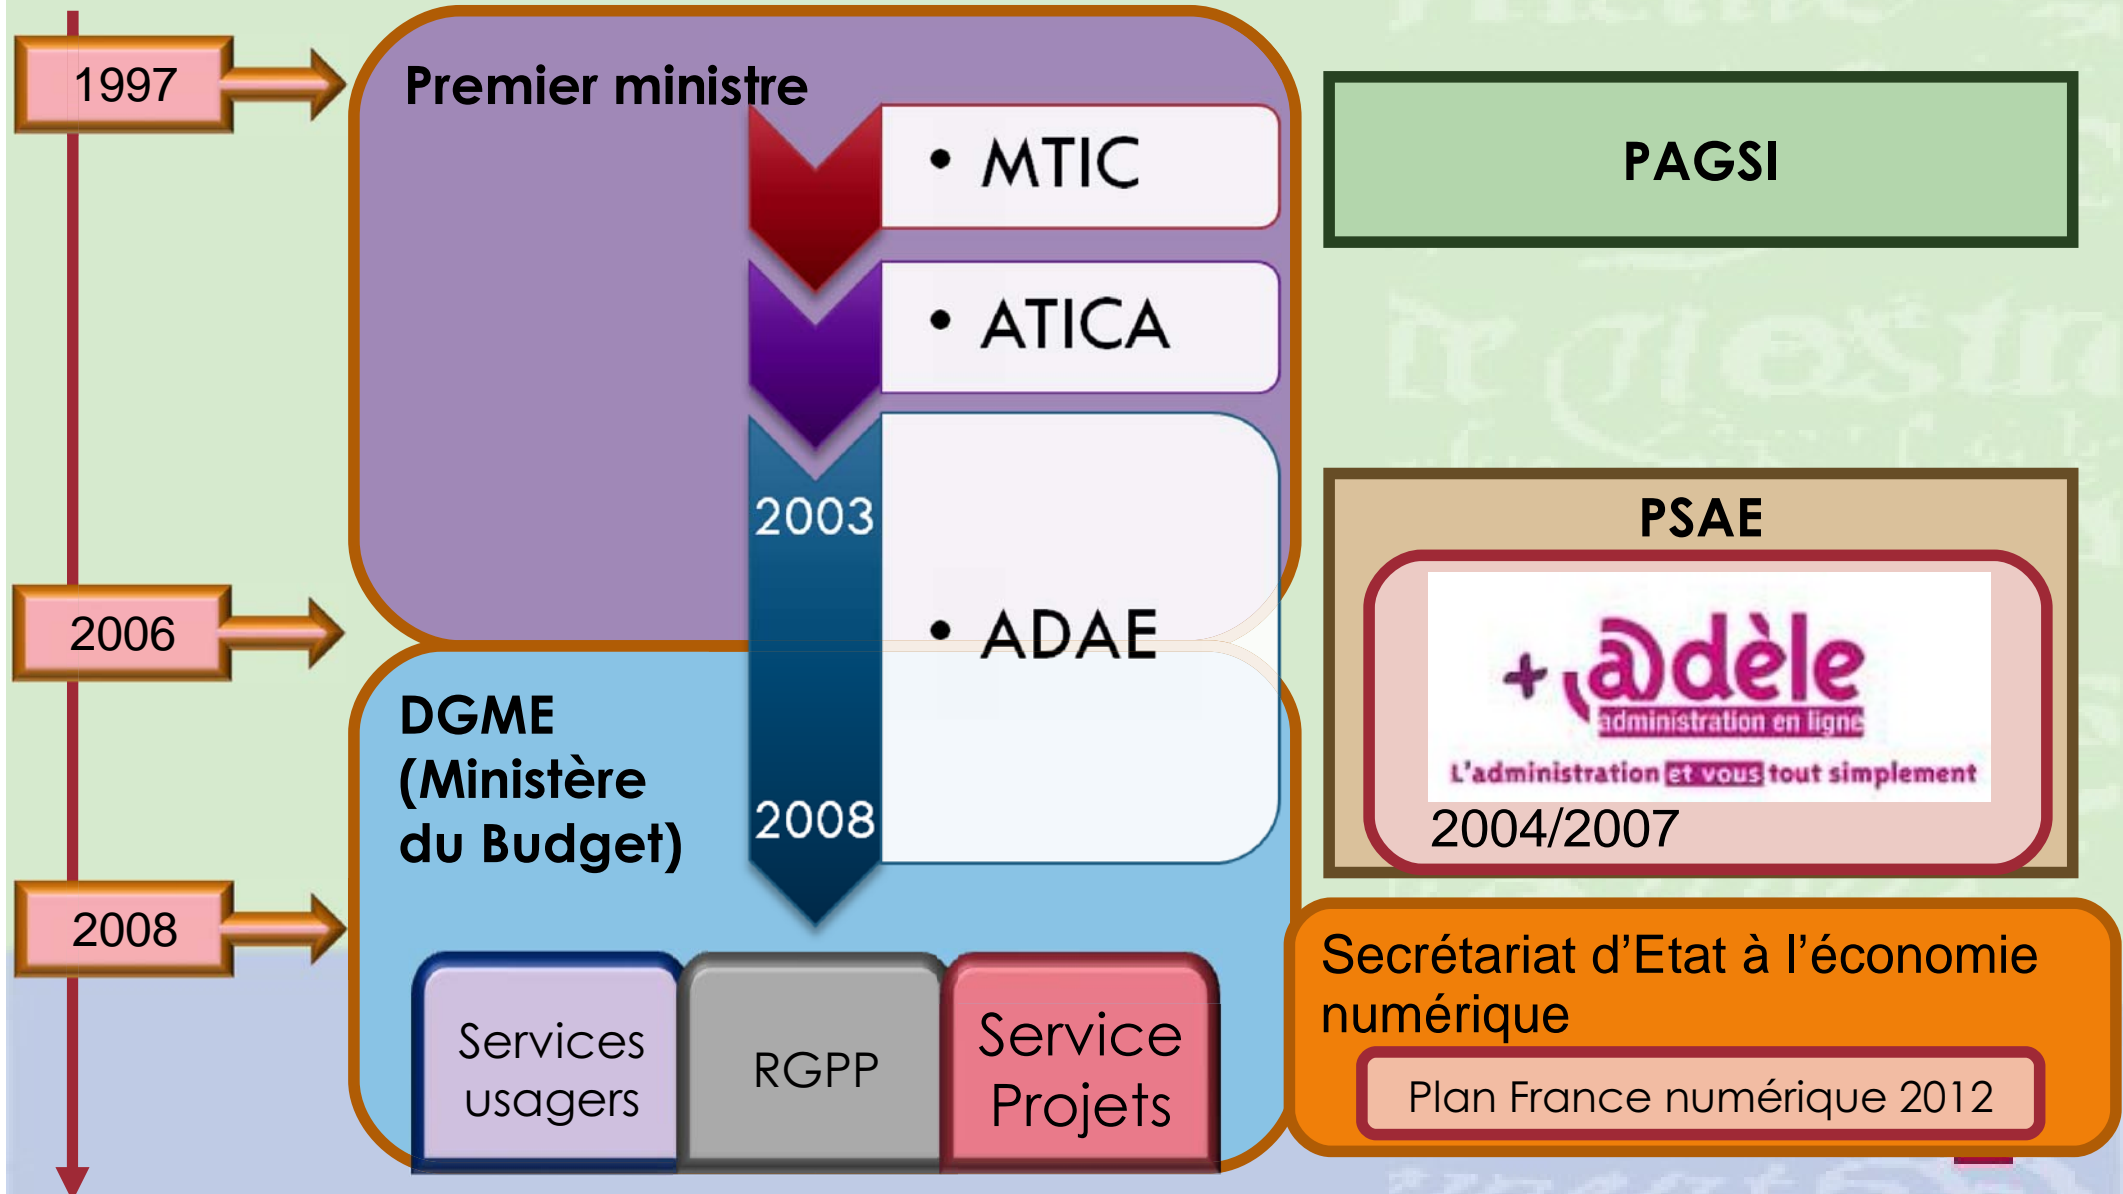 1997
Premier ministre
• MTIC
PAGSI
• ATICA
2003
PSAE
2006
• ADAE
+ @dèle
administration en ligne
L'administration et vous tout simplement
2004/2007
DGME
(Ministère
du Budget)
2008
2008
Secrétariat d’Etat à l’économie
numérique
Plan France numérique 2012
Services
usagers
RGPP
Service
Projets